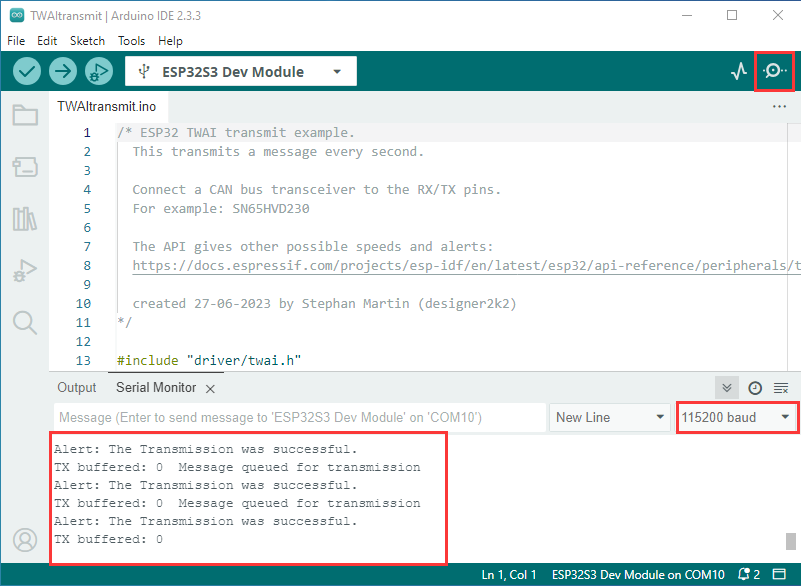 TWAItransmit | Arduino IDE 2.3.3
File Edit Sketch Tools Help
ESP32S3 Dev Module
TWAItransmit.ino
1 /* ESP32 TWAI transmit example.
2 This transmits a message every second.
3
4 Connect a CAN bus transceiver to the RX/TX pins.
5 For example: SN65HVD230
6
7 The API gives other possible speeds and alerts:
8 https://docs.espressif.com/projects/esp-idf/en/latest/esp32/api-reference/peripherals/t
9
10 created 27-06-2023 by Stephan Martin (designer2k2)
11 */
12
13 #include "driver/twai.h"
Output Serial Monitor
Message (Enter to send message to 'ESP32S3 Dev Module' on 'COM10') New Line 115200 baud
Alert: The Transmission was successful.
TX buffered: 0 Message queued for transmission
Alert: The Transmission was successful.
TX buffered: 0 Message queued for transmission
Alert: The Transmission was successful.
TX buffered: 0
Ln 1, Col 1 ESP32S3 Dev Module on COM10 2